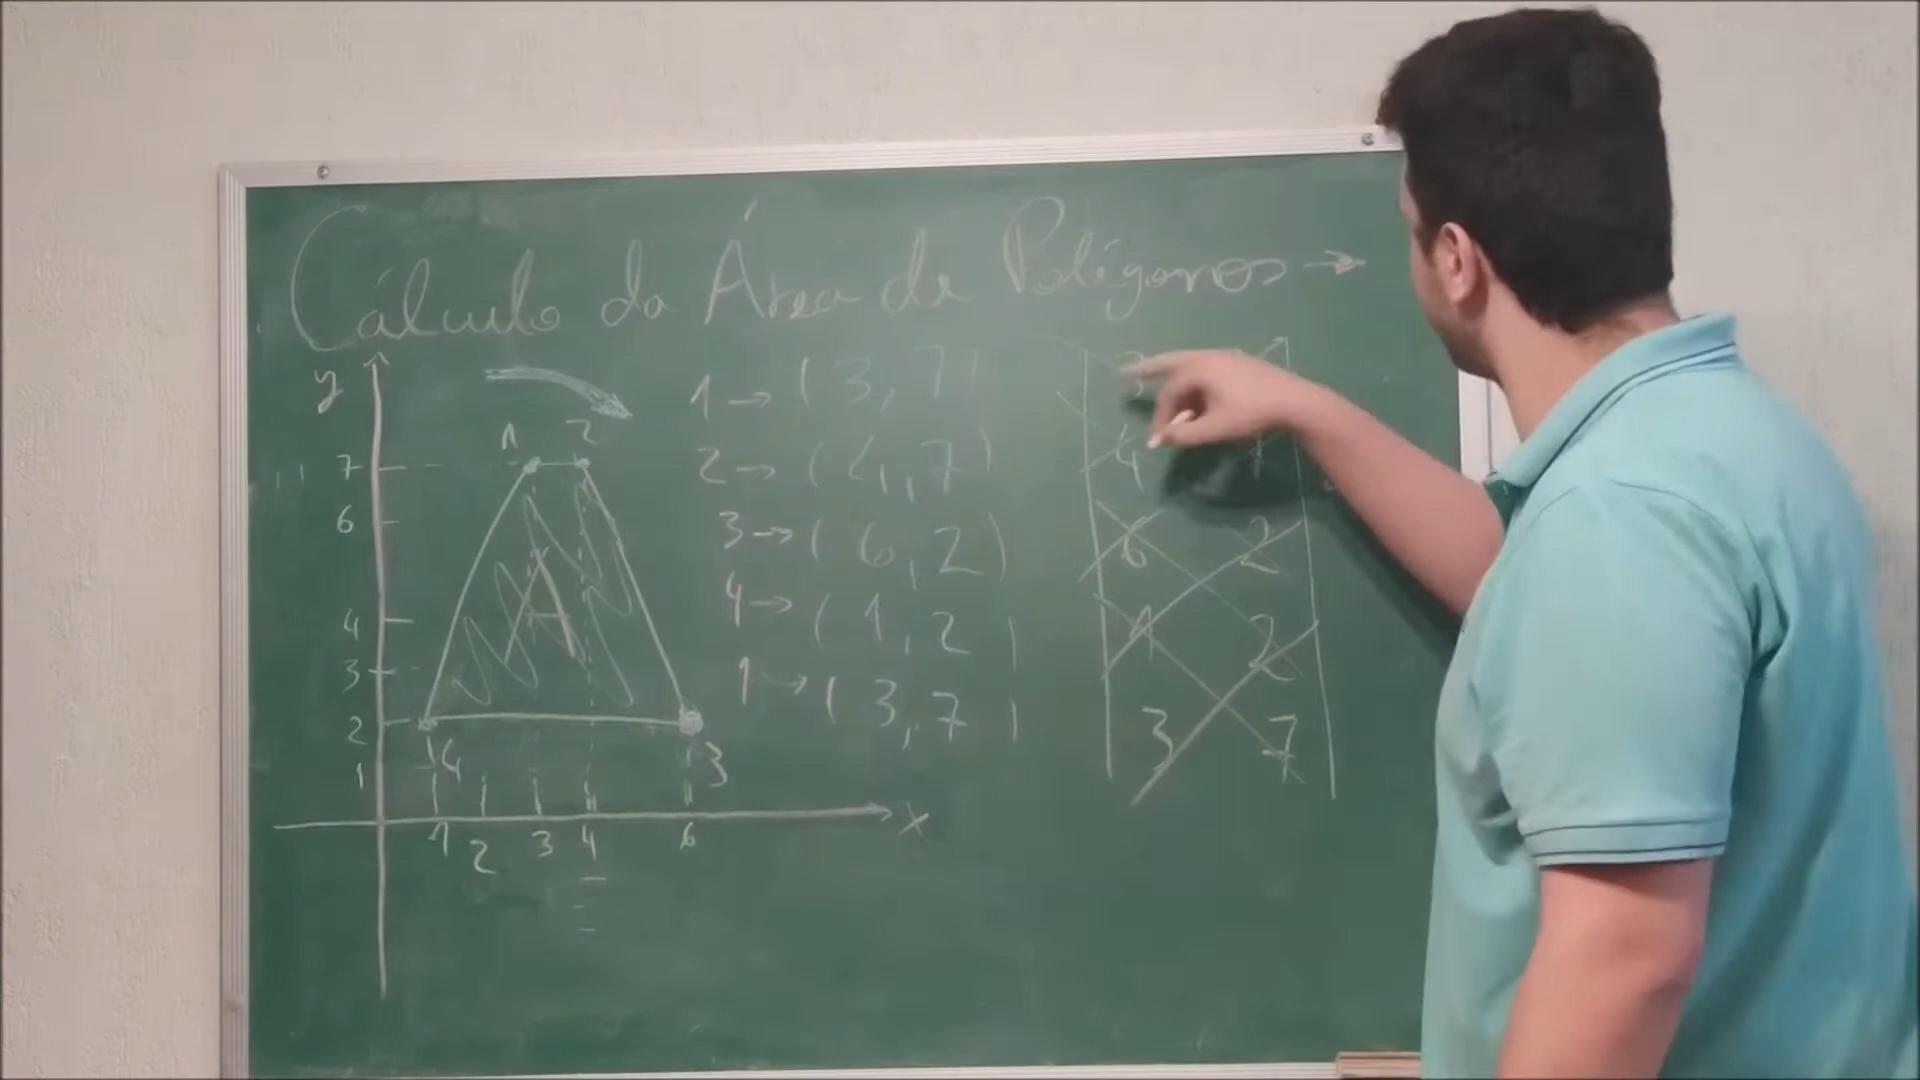 Cálculo da Área de Polígonos →
y
1 → (3,7)
2 → (4,7)
3 → (6,2)
4 → (1,2)
1 → (3,7)
1 2
7
6
4
3
2
1
A
4
3
1 2 3 4 6
x
3
4
6 2
1 2
3 7